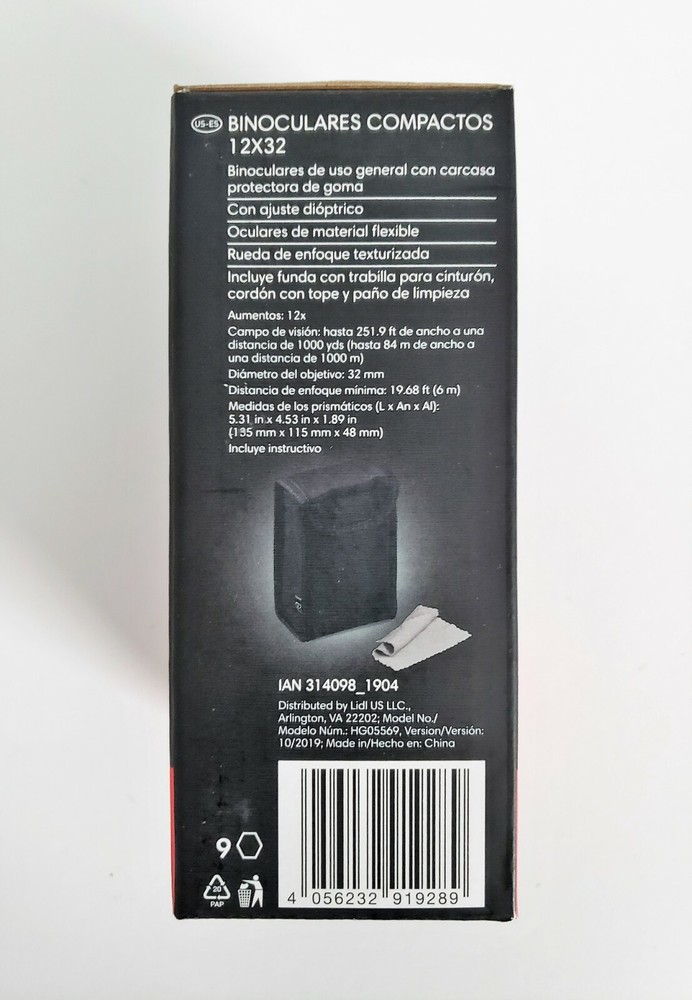 US-ES BINOCULARES COMPACTOS
12X32
Binoculares de uso general con carcasa
protectora de goma
Con ajuste dióptrico
Oculares de material flexible
Rueda de enfoque texturizada
Incluye funda con trabilla para cinturón,
cordón con tope y paño de limpieza
Aumentos: 12x
Campo de visión: hasta 251.9 ft de ancho a una
distancia de 1000 yds (hasta 84 m de ancho a
una distancia de 1000 m)
Diámetro del objetivo: 32 mm
Distancia de enfoque mínima: 19.68 ft (6 m)
Medidas de los prismáticos (L x An x Al):
5.31 in x 4.53 in x 1.89 in
(135 mm x 115 mm x 48 mm)
Incluye instructivo
IAN 314098_1904
Distributed by Lidl US LLC.,
Arlington, VA 22202; Model No./
Modelo Núm.: HG05569, Version/Versión:
10/2019; Made in/Hecho en: China
9
20
PAP
4 056232 919289